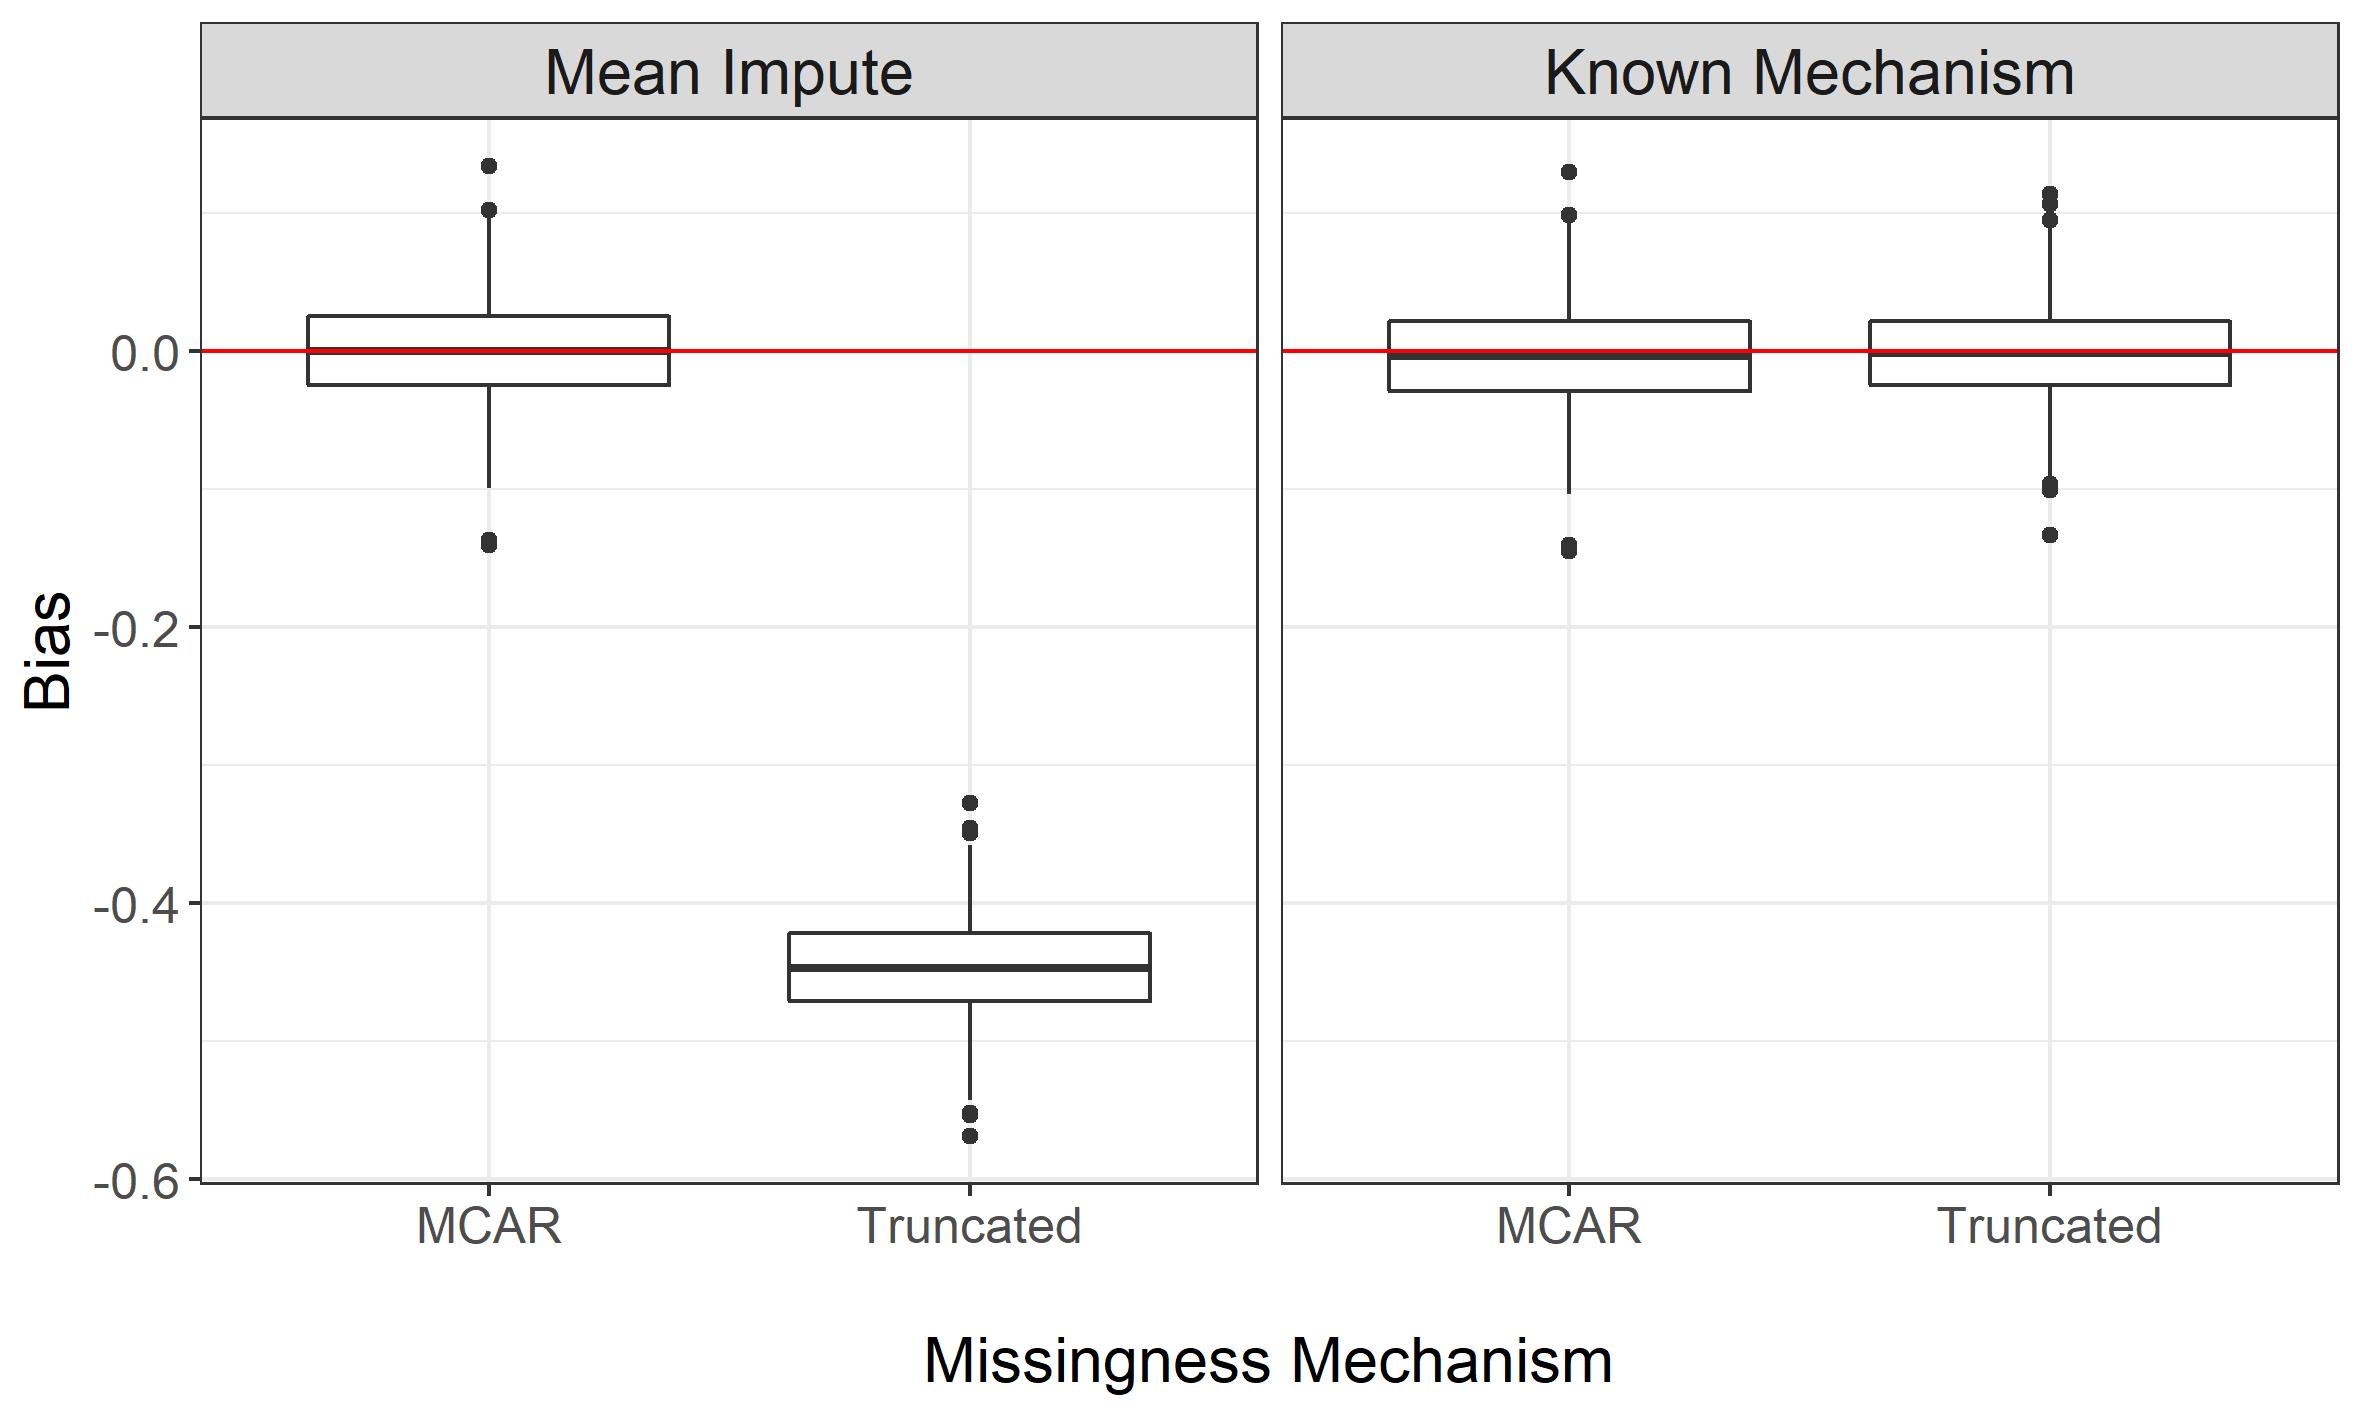 Mean Impute
Known Mechanism
Bias
0.0
-0.2
-0.4
-0.6
MCAR
Truncated
MCAR
Truncated
Missingness Mechanism